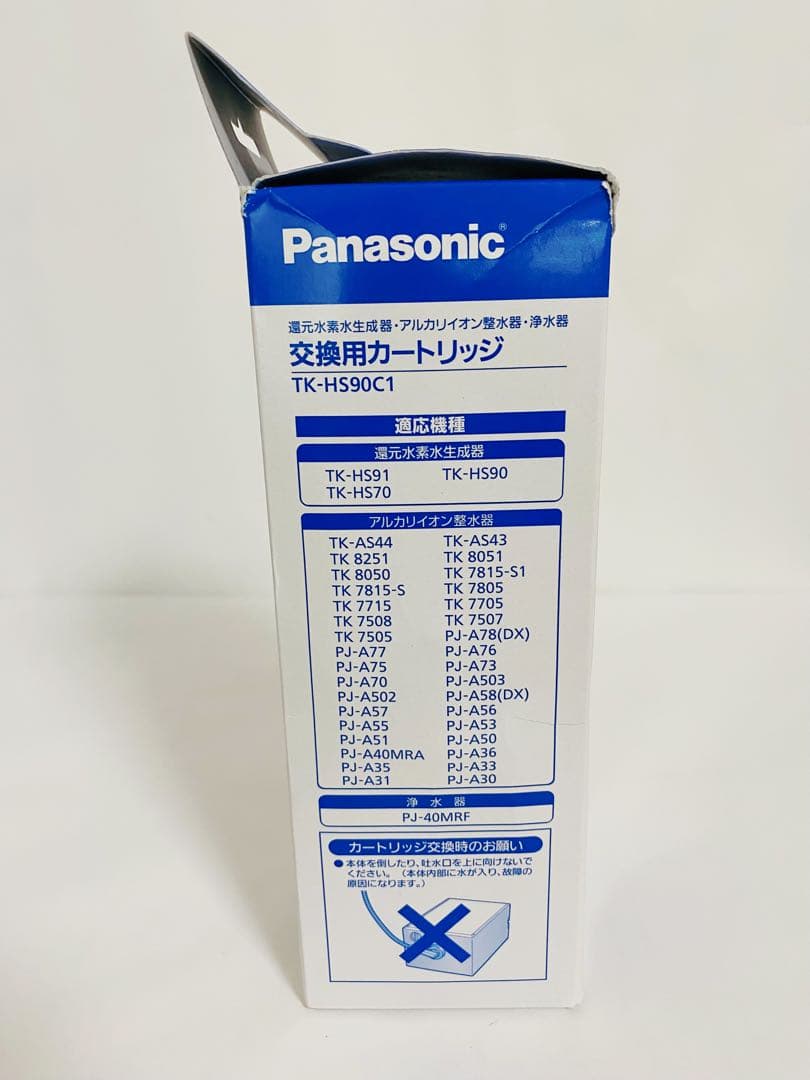 Panasonic®
還元水素水生成器・アルカリイオン整水器・浄水器
交換用カートリッジ
TK-HS90C1
適応機種
還元水素水生成器
TK-HS91 TK-HS90
TK-HS70
アルカリイオン整水器
TK-AS44 TK-AS43
TK 8251 TK 8051
TK 8050 TK 7815-S1
TK 7815-S TK 7805
TK 7715 TK 7705
TK 7508 TK 7507
TK 7505 PJ-A78(DX)
PJ-A77 PJ-A76
PJ-A75 PJ-A73
PJ-A70 PJ-A503
PJ-A502 PJ-A58(DX)
PJ-A57 PJ-A56
PJ-A55 PJ-A53
PJ-A51 PJ-A50
PJ-A40MRA PJ-A36
PJ-A35 PJ-A33
PJ-A31 PJ-A30
浄水器
PJ-40MRF
カートリッジ交換時のお願い
●本体を倒したり、吐水口を上に向けないで
ください。(本体内部に水が入り、故障の
原因になります。)